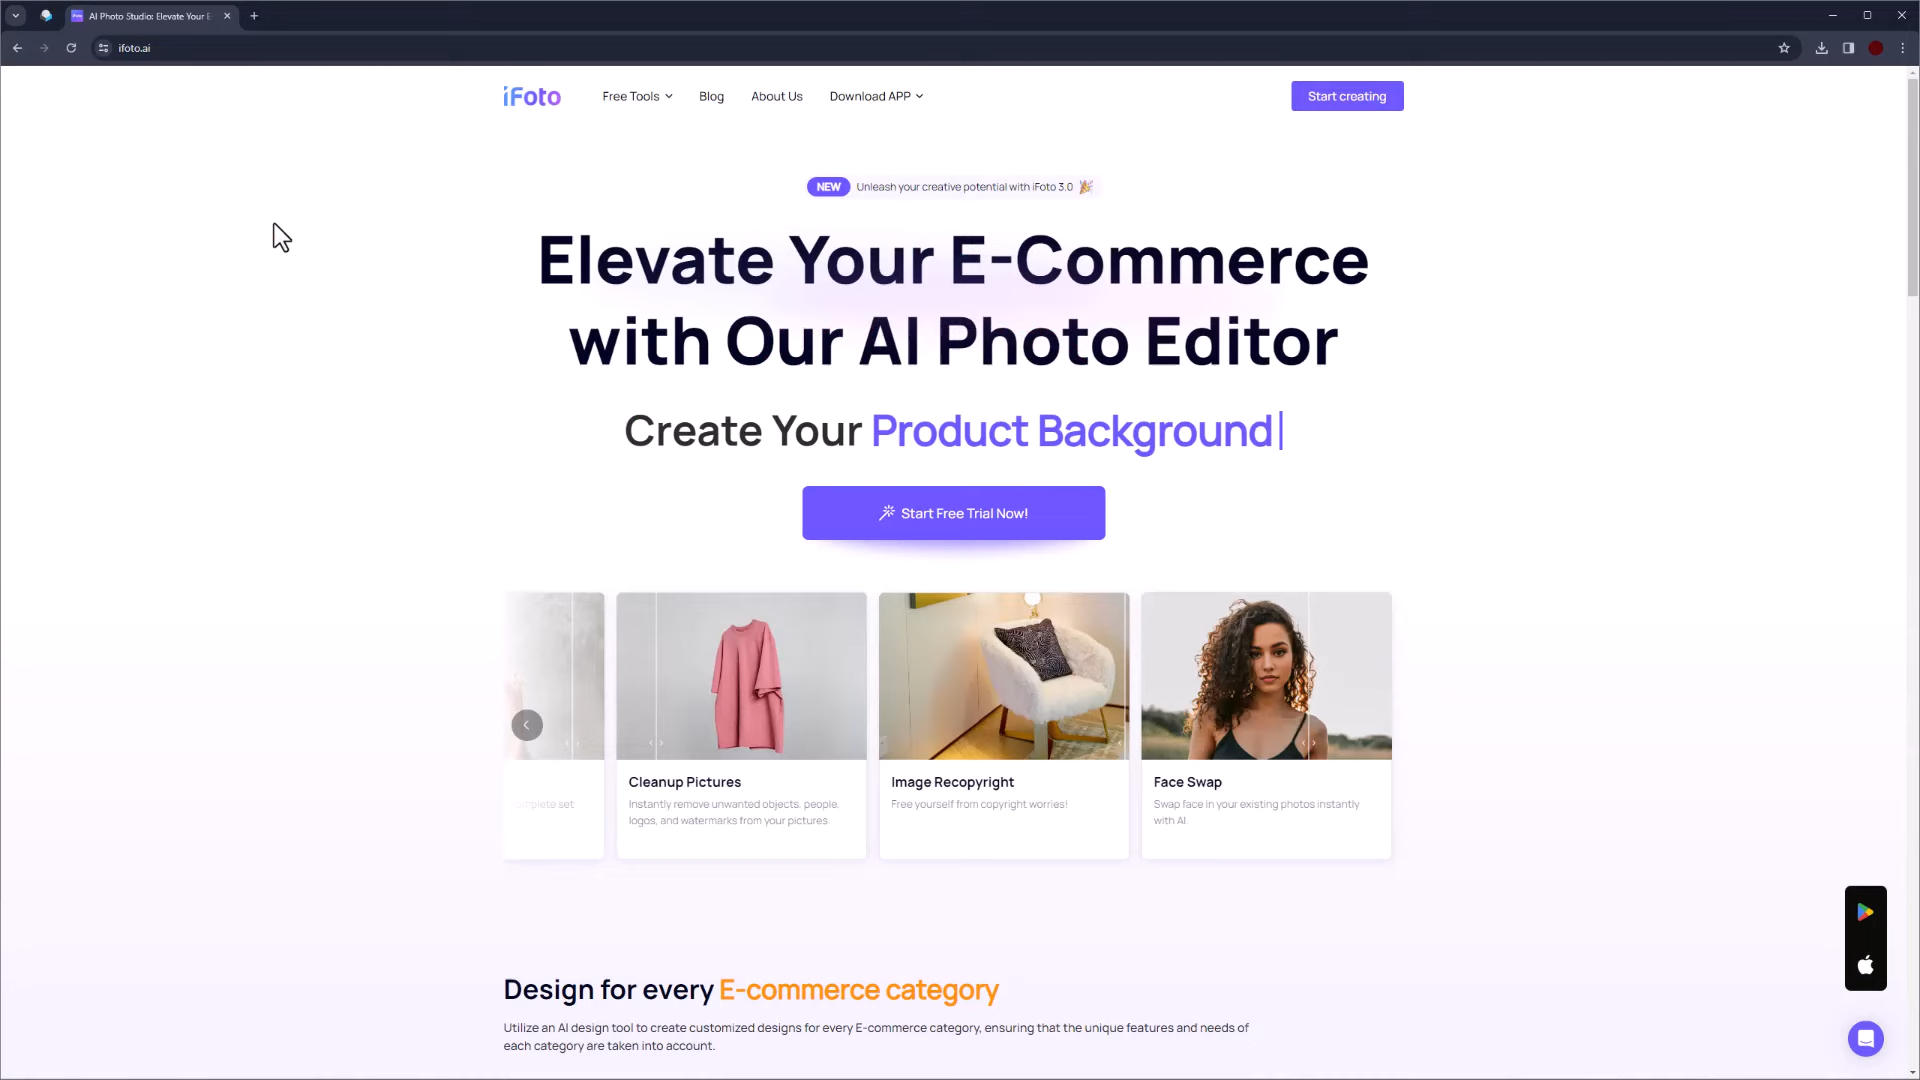 AI Photo Studio: Elevate Your E
ifoto.ai
iFoto
Free Tools
Blog
About Us
Download APP
Start creating
NEW
Unleash your creative potential with iFoto 3.0
Elevate Your E-Commerce
with Our AI Photo Editor
Create Your Product Background
Start Free Trial Now!
omplete set
Cleanup Pictures
Instantly remove unwanted objects, people,
logos, and watermarks from your pictures.
Image Recopyright
Free yourself from copyright worries!
Face Swap
Swap face in your existing photos instantly
with AI.
Design for every E-commerce category
Utilize an AI design tool to create customized designs for every E-commerce category, ensuring that the unique features and needs of
each category are taken into account.